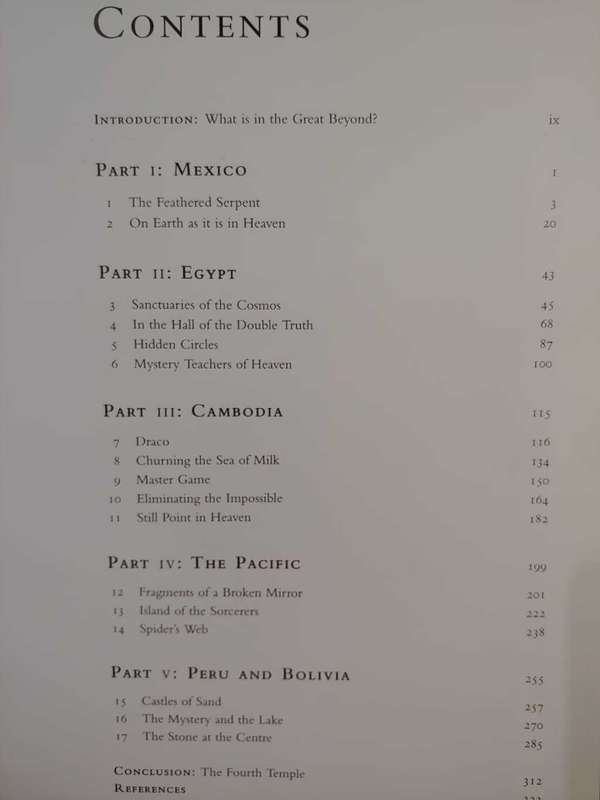 CONTENTS
INTRODUCTION: What is in the Great Beyond? ix
PART I: MEXICO 1
1 The Feathered Serpent 3
2 On Earth as it is in Heaven 20
PART II: EGYPT 43
3 Sanctuaries of the Cosmos 45
4 In the Hall of the Double Truth 68
5 Hidden Circles 87
6 Mystery Teachers of Heaven 100
PART III: CAMBODIA 115
7 Draco 116
8 Churning the Sea of Milk 134
9 Master Game 150
10 Eliminating the Impossible 164
11 Still Point in Heaven 182
PART IV: THE PACIFIC 199
12 Fragments of a Broken Mirror 201
13 Island of the Sorcerers 222
14 Spider's Web 238
PART V: PERU AND BOLIVIA 255
15 Castles of Sand 257
16 The Mystery and the Lake 270
17 The Stone at the Centre 285
CONCLUSION: The Fourth Temple 312
REFERENCES